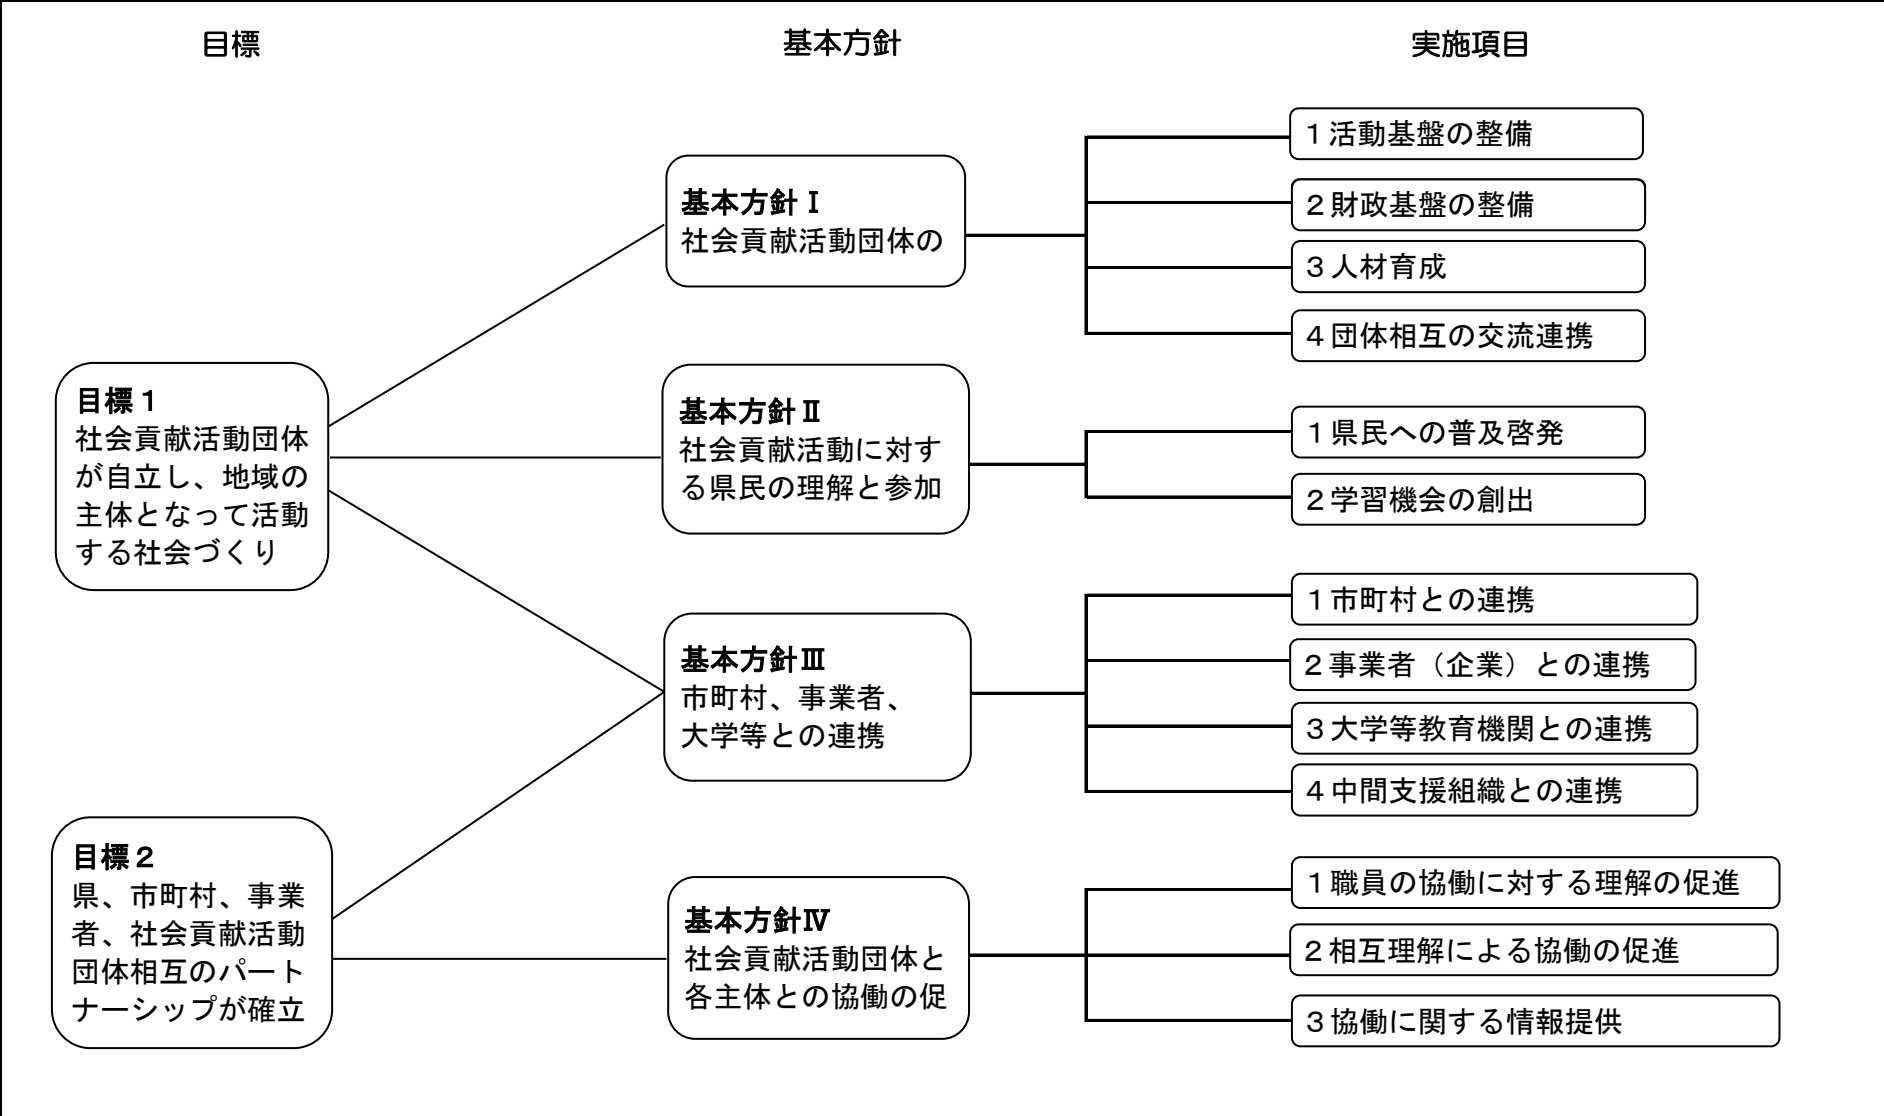 目標
基本方針
実施項目
目標１
社会貢献活動団体
が自立し、地域の
主体となって活動
する社会づくり
目標２
県、市町村、事業
者、社会貢献活動
団体相互のパート
ナーシップが確立
基本方針Ⅰ
社会貢献活動団体の
基本方針Ⅱ
社会貢献活動に対す
る県民の理解と参加
基本方針Ⅲ
市町村、事業者、
大学等との連携
基本方針Ⅳ
社会貢献活動団体と
各主体との協働の促
１活動基盤の整備
２財政基盤の整備
３人材育成
４団体相互の交流連携
１県民への普及啓発
２学習機会の創出
１市町村との連携
２事業者（企業）との連携
３大学等教育機関との連携
４中間支援組織との連携
１職員の協働に対する理解の促進
２相互理解による協働の促進
３協働に関する情報提供